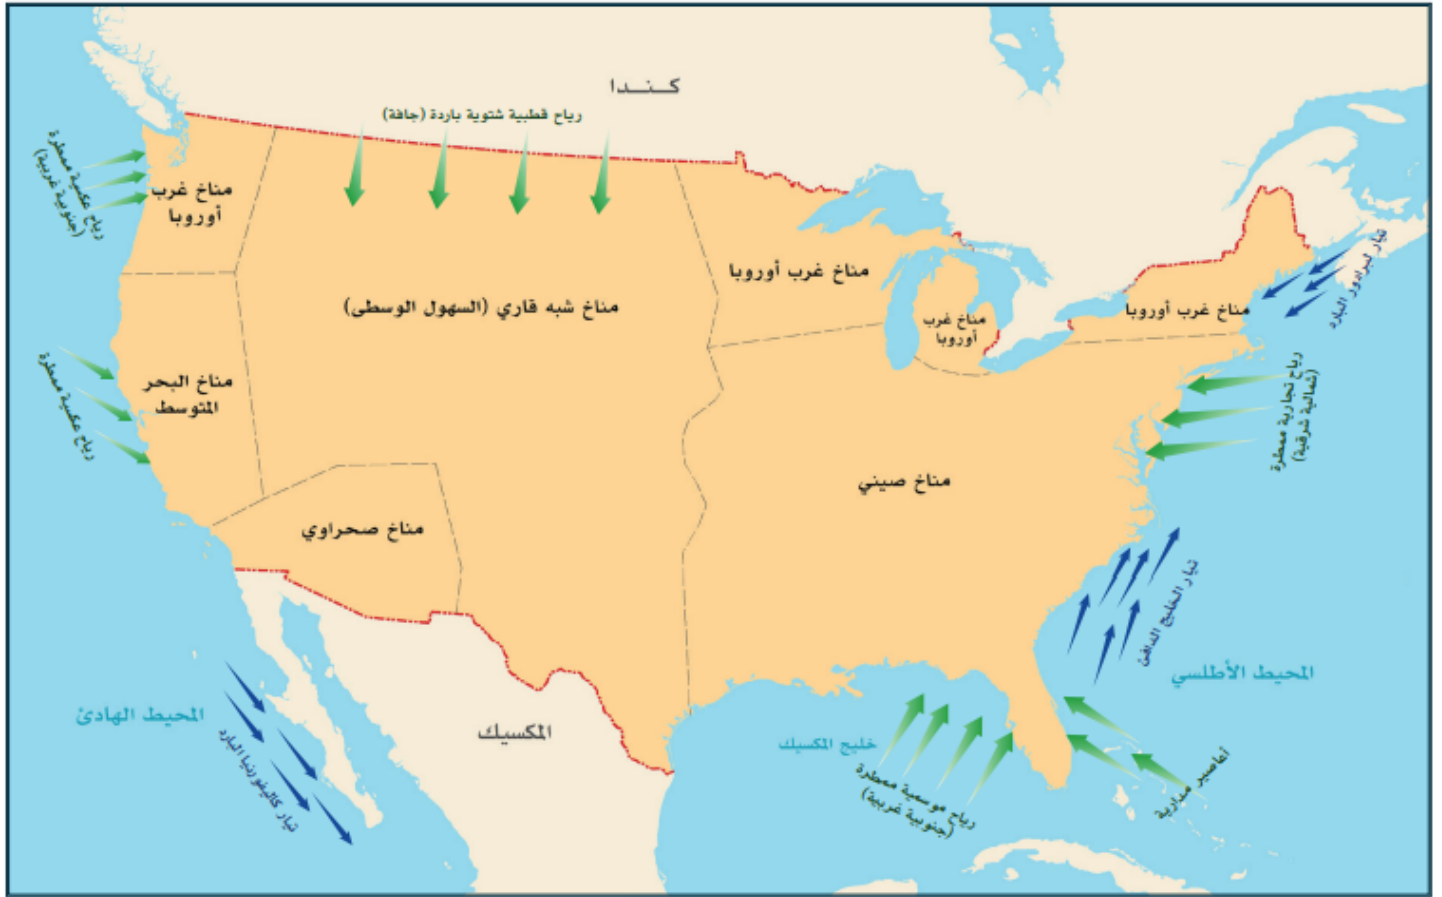 كـنـــدا
رياح قطبية شتوية باردة (جافة)
رياح عكسية ممطرة
(جنوبية غربية)
مناخ غرب
أوروبا
مناخ غرب أوروبا
مناخ شبه قاري (السهول الوسطى)
مناخ غرب
أوروبا
مناخ غرب أوروبا
تيار لبرادور البارد
رياح تجارية ممطرة
(شمالية شرقية)
رياح عكسية ممطرة
مناخ البحر
المتوسط
مناخ صيني
مناخ صحراوي
تيار الخليج الدافئ
المحيط الأطلسي
المحيط الهادئ
تيار كاليفورنيا البارد
المكسيك
خليج المكسيك
رياح موسمية ممطرة
(جنوبية غربية)
أعاصير مدارية